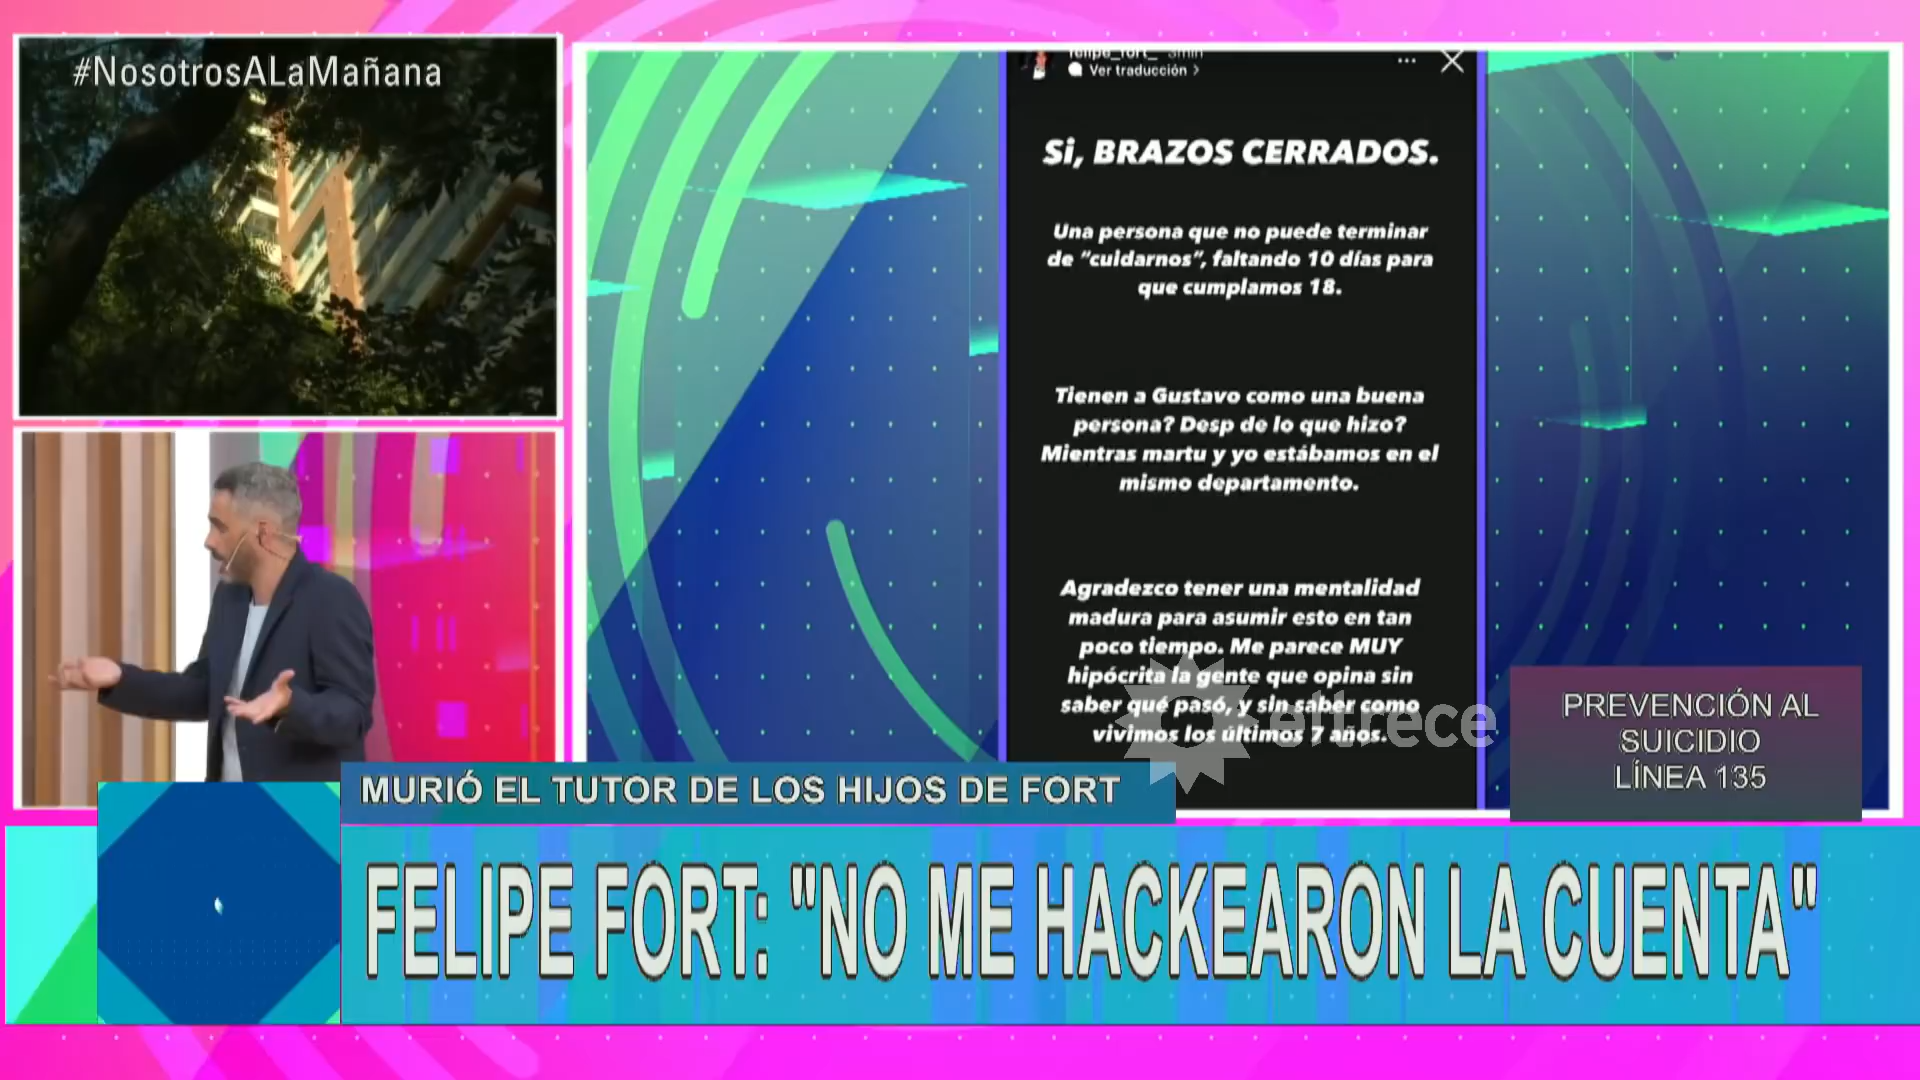 #NosotrosALaMañana
felipe_fort_ 3min
Ver traducción >
Si, BRAZOS CERRADOS.
Una persona que no puede terminar
de "cuidarnos", faltando 10 días para
que cumplamos 18.
Tienen a Gustavo como una buena
persona? Desp de lo que hizo?
Mientras martu y yo estábamos en el
mismo departamento.
Agradezco tener una mentalidad
madura para asumir esto en tan
poco tiempo. Me parece MUY
hipócrita la gente que opina sin
saber qué pasó, y sin saber como
vivimos los últimos 7 años.
eltrece
PREVENCIÓN AL
SUICIDIO
LÍNEA 135
MURIÓ EL TUTOR DE LOS HIJOS DE FORT
FELIPE FORT: "NO ME HACKEARON LA CUENTA"